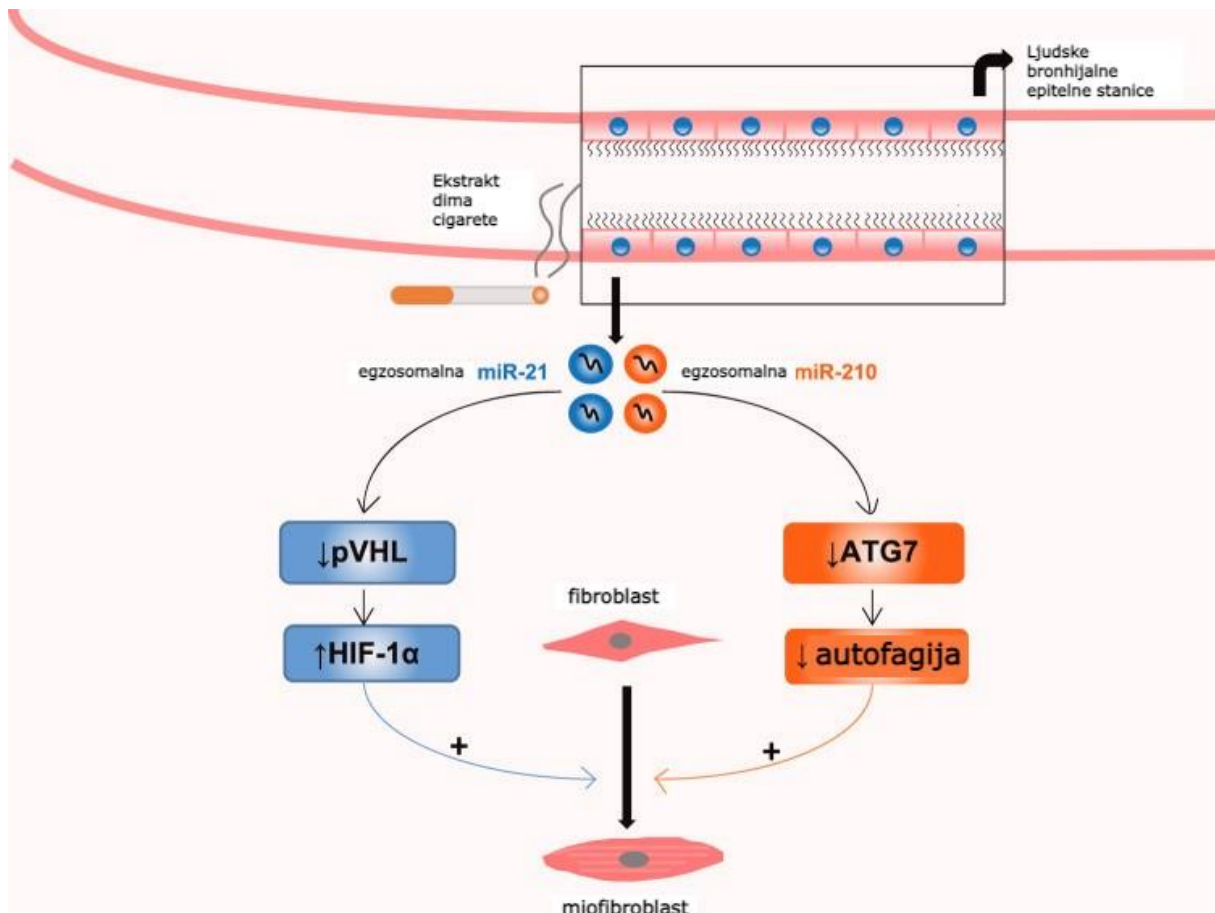 Ljudske
bronhijalne
epitelne stanice
Ekstrakt
dima
cigarete
egzosomalna miR-21
egzosomalna miR-210
↓pVHL
↓ATG7
fibroblast
↑HIF-1α
↓ autofagija
+
+
miofibroblast